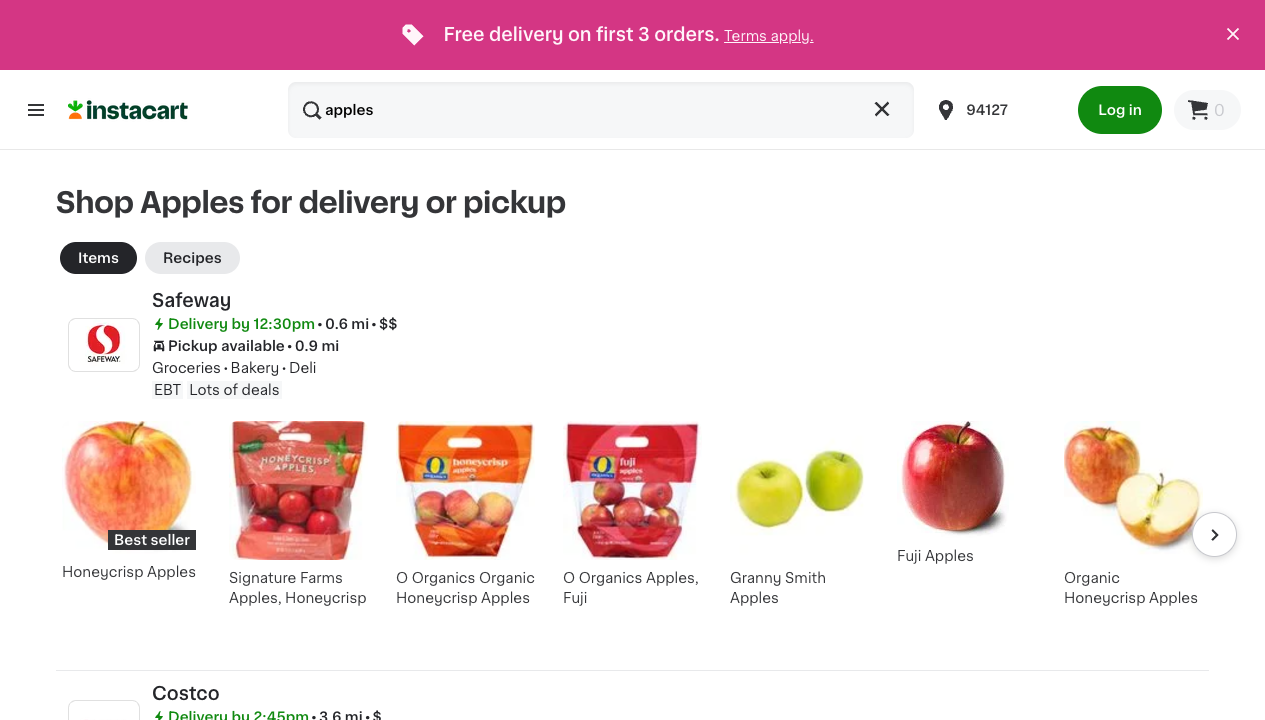 Free delivery on first 3 orders. Terms apply.
instacart
apples
94127
Log in
0
Shop Apples for delivery or pickup
Items
Recipes
Safeway
Delivery by 12:30pm • 0.6 mi • $$
Pickup available • 0.9 mi
Groceries • Bakery • Deli
EBT Lots of deals
SAFEWAY
HONEYCRISP
APPLES
O
ORGANICS
honeycrisp
apples
O
ORGANICS
fuji
apples
Best seller
Honeycrisp Apples
Signature Farms
Apples, Honeycrisp
O Organics Organic
Honeycrisp Apples
O Organics Apples,
Fuji
Granny Smith
Apples
Fuji Apples
Organic
Honeycrisp Apples
Costco
Delivery by 2:45pm • 3.6 mi • $